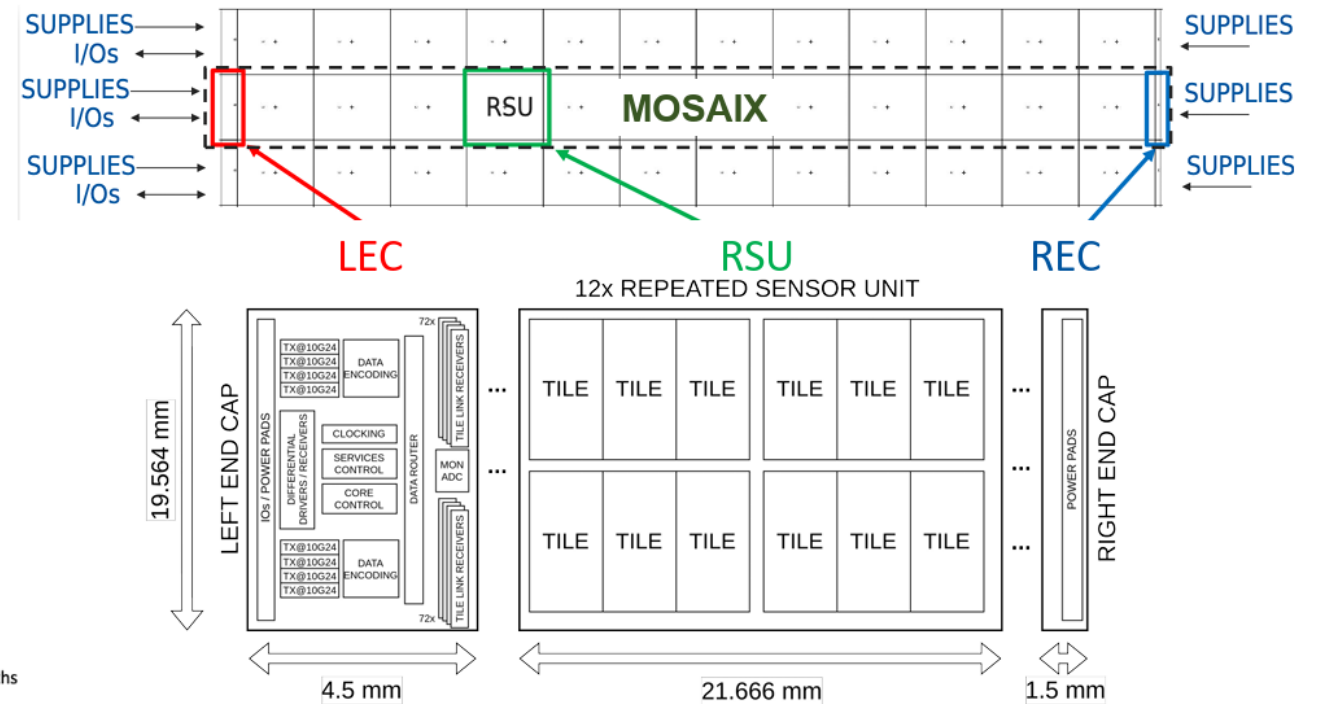 SUPPLIES
I/Os
SUPPLIES
I/Os
SUPPLIES
I/Os
RSU
MOSAIX
SUPPLIES
SUPPLIES
SUPPLIES
LEC
RSU
REC
12x REPEATED SENSOR UNIT
19.564 mm
LEFT END CAP
IOs / POWER PADS
TX@10G24
TX@10G24
TX@10G24
TX@10G24
DATA
ENCODING
DIFFERENTIAL
DRIVERS / RECEIVERS
CLOCKING
SERVICES
CONTROL
CORE
CONTROL
TX@10G24
TX@10G24
TX@10G24
TX@10G24
DATA
ENCODING
DATA ROUTER
72x
TILE LINK RECEIVERS
MON
ADC
72x
TILE LINK RECEIVERS
...
...
TILE TILE TILE TILE TILE TILE
TILE TILE TILE TILE TILE TILE
...
...
...
POWER PADS
RIGHT END CAP
ths
4.5 mm
21.666 mm
1.5 mm